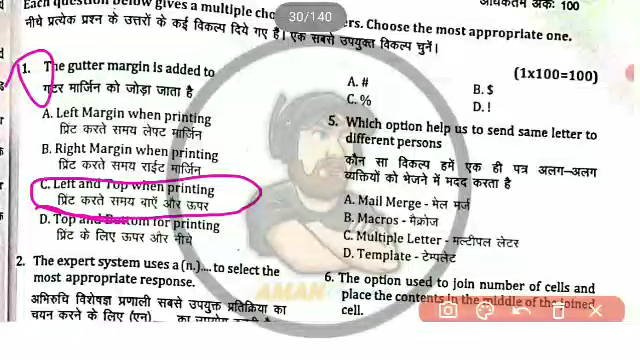 Each question below gives a multiple
ers. Choose the most appropriate one.
अधिकतम अंक: 100
30/140
नीचे प्रत्येक प्रश्न के उत्तरों के कई विकल्प दिये गए है। एक सबसे उपयुक्त विकल्प चुनें।
(1x100=100)
1. The gutter margin is added to
गटर मार्जिन को जोड़ा जाता है
A. Left Margin when printing
प्रिंट करते समय लेफ्ट मार्जिन
B. Right Margin when printing
प्रिंट करते समय राईट मार्जिन
C. Left and Top when printing
प्रिंट करते समय बाएँ और ऊपर
D. Top and Buttom for printing
प्रिंट के लिए ऊपर और नीचे
2. The expert system uses a (n.).... to select the
most appropriate response.
अभिरुचि विशेषज्ञ प्रणाली सबसे उपयुक्त प्रतिक्रिया का
चयन करने के लिए (एन)
A. # B. $
C. % D. !
5. Which option help us to send same letter to
different persons
कौन सा विकल्प हमें एक ही पत्र अलग-अलग
व्यक्तियों को भेजने में मदद करता है
A. Mail Merge - मेल मर्ज
B. Macros - मैक्रोज
C. Multiple Letter - मल्टीपल लेटर
D. Template - टेम्पलेट
6. The option used to join number of cells and
place the contents in the middle of the joined
cell.
AMAN